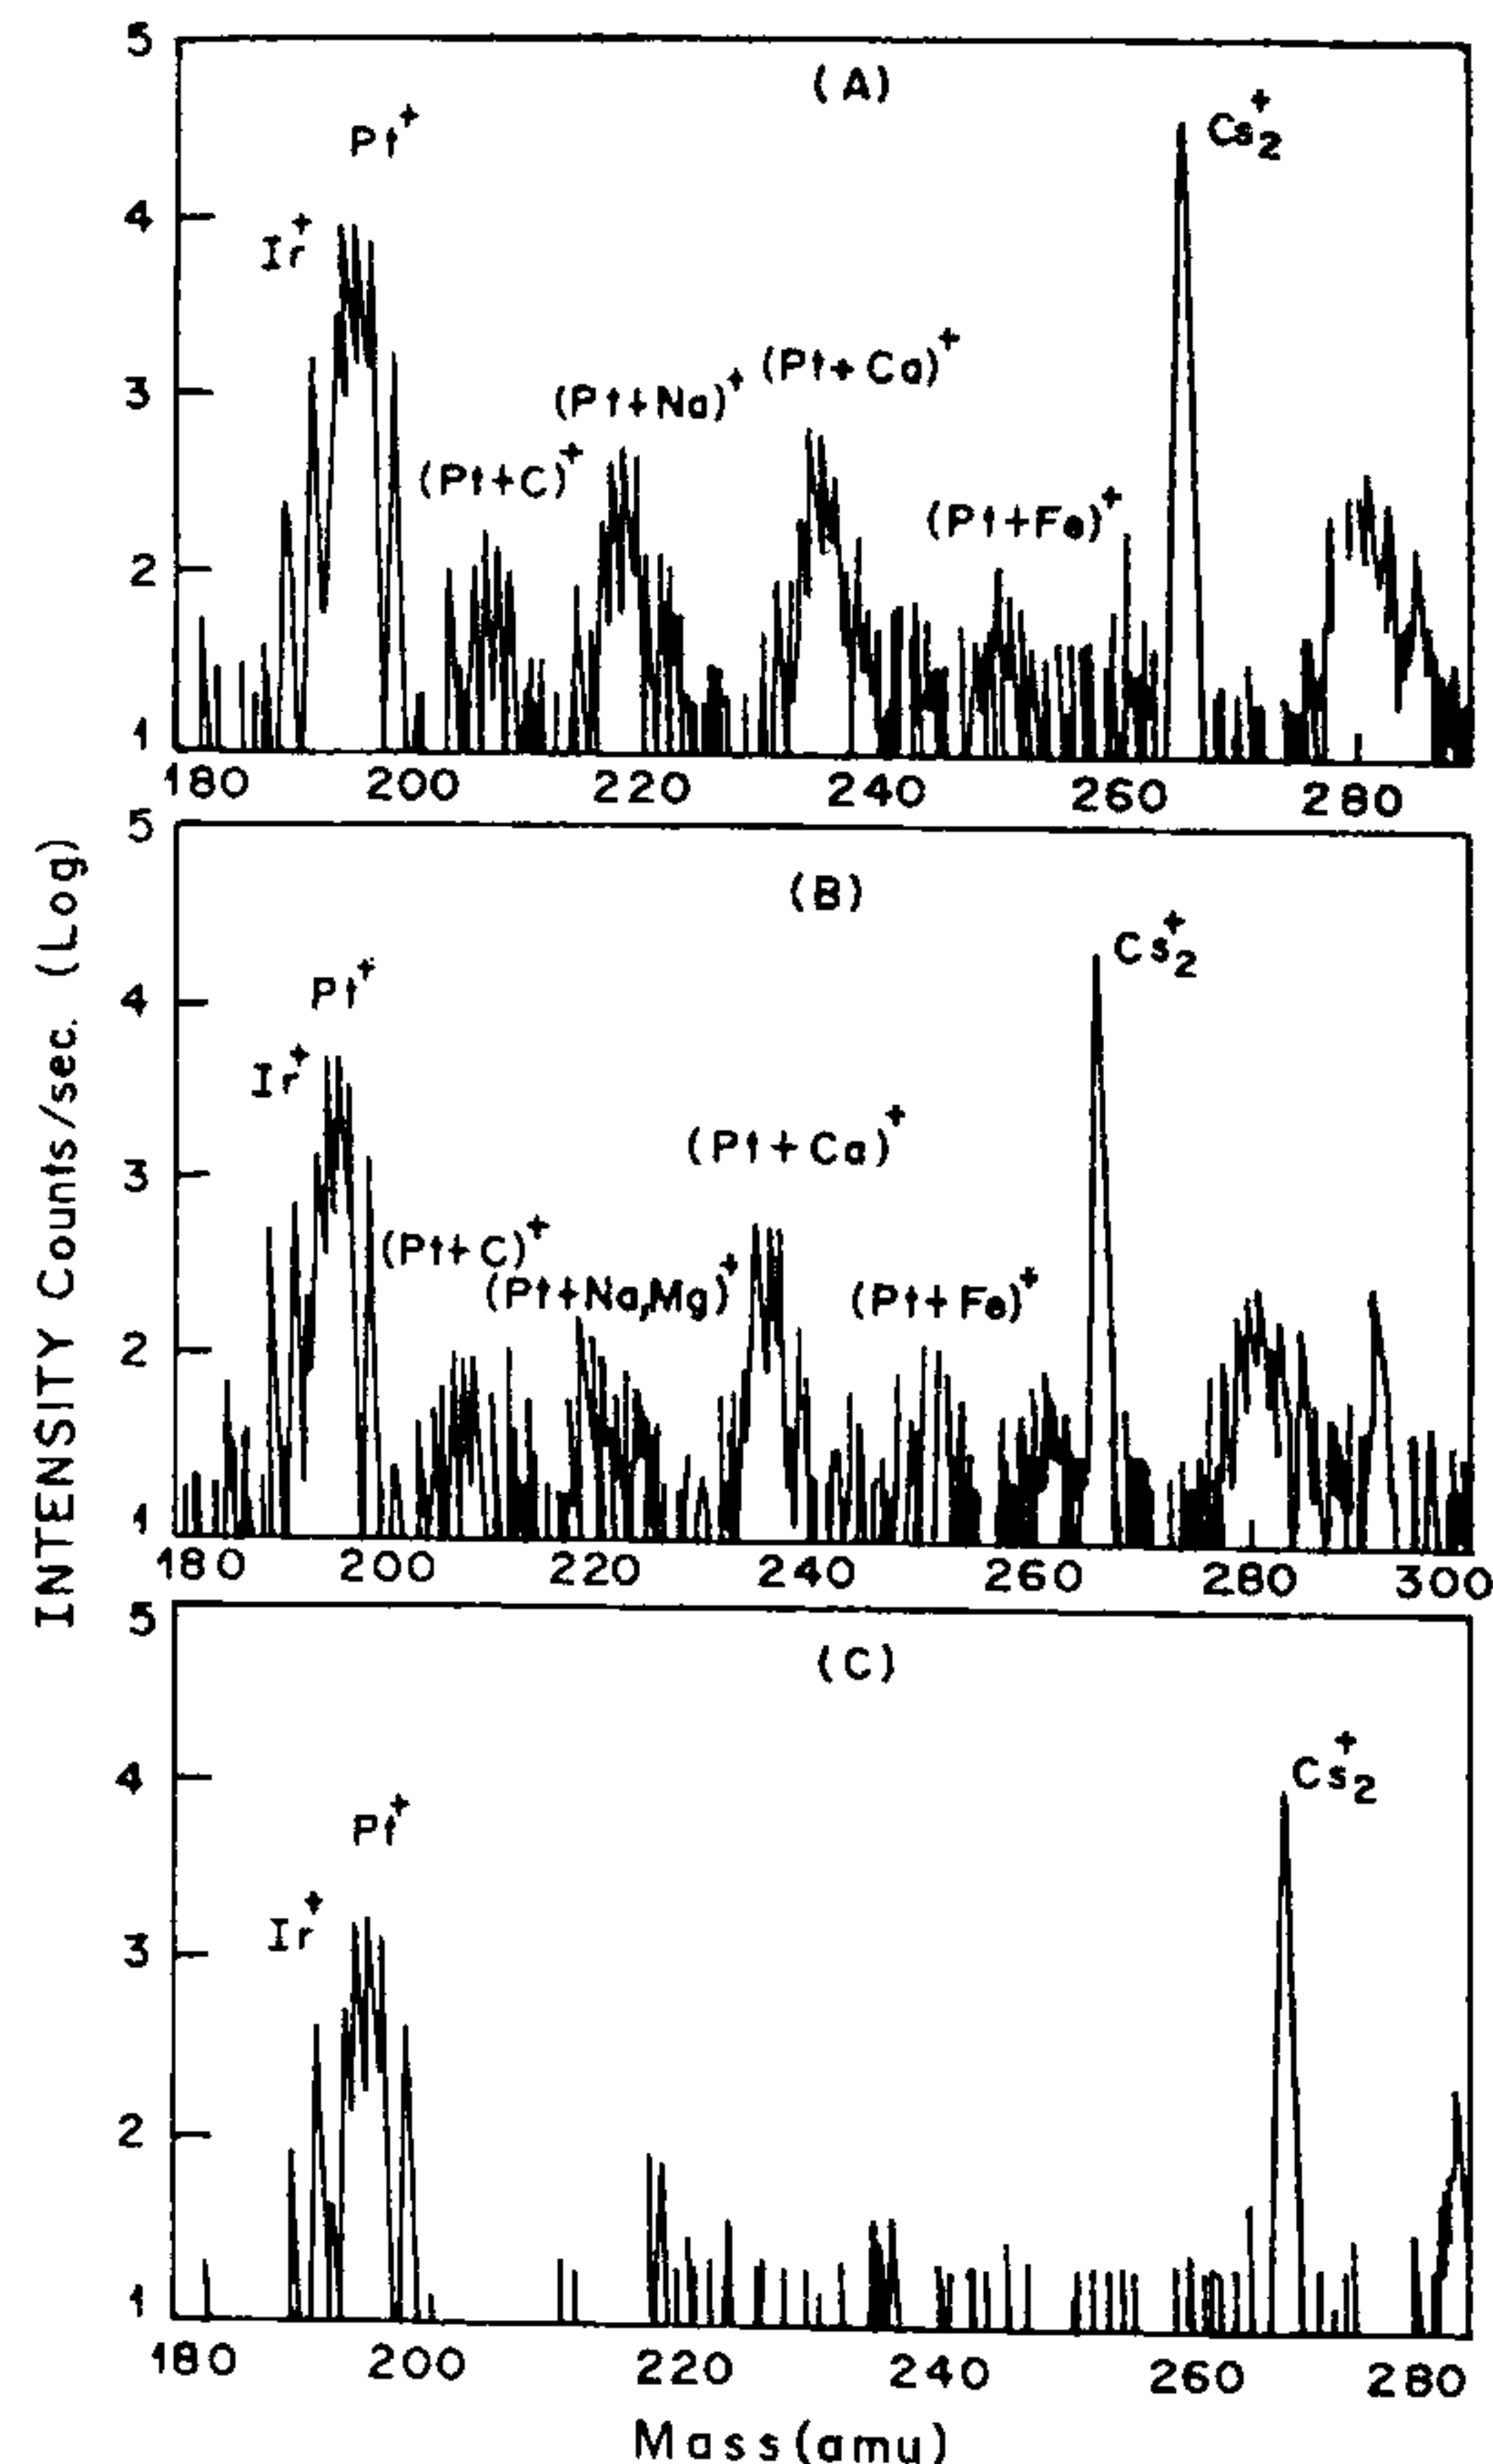 5
(A)
Pt+
Cs2+
4
Ir+
3
(Pt+Ca)+
(Pt+Na)+
(Pt+C)+
(Pt+Fe)+
2
1
180 200 220 240 260 280
5
(B)
Cs2+
Pt+
4
Ir+
(Pt+Ca)+
3
(Pt+C)+
(Pt+Na,Mg)+
(Pt+Fe)+
2
1
180 200 220 240 260 280 300
5
(C)
4
Cs2+
Pt+
Ir+
3
2
1
180 200 220 240 260 280
Mass(amu)
INTENSITY Counts/sec. (Log)